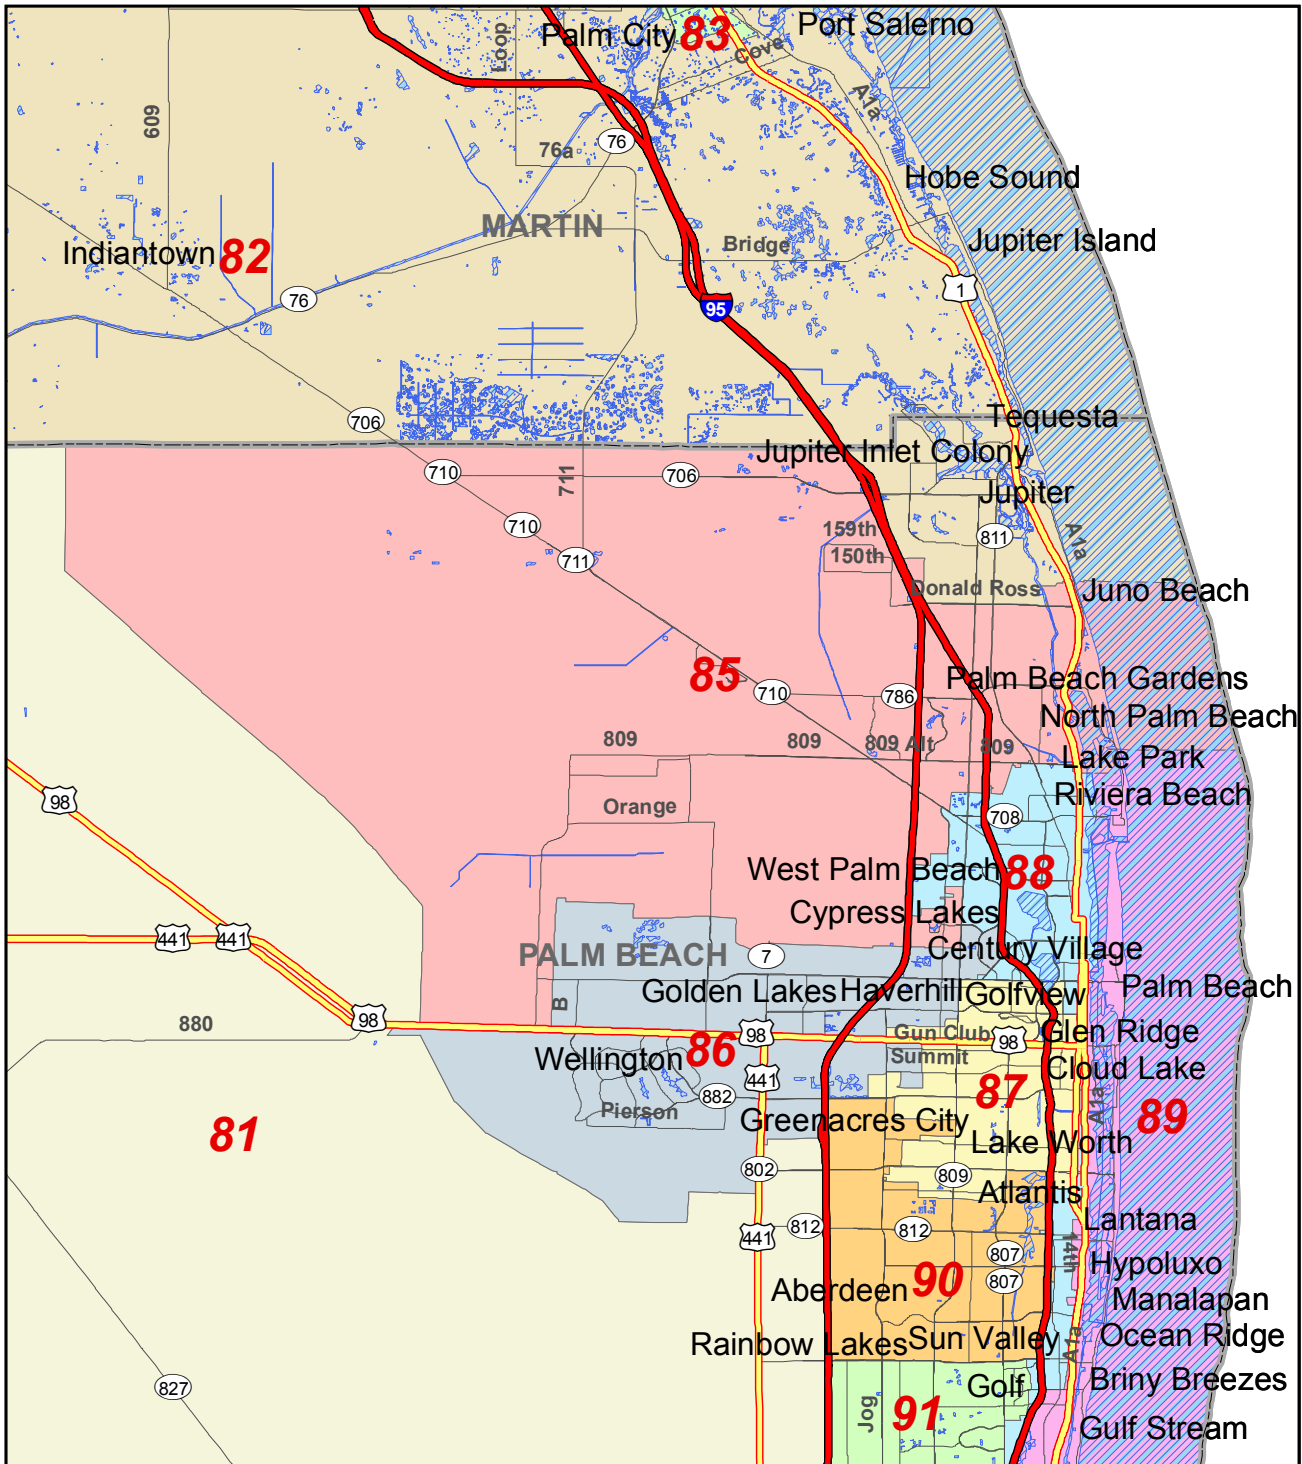 Port Salerno
Palm City 83
Loop
Cove
A1a
609
76
76a
Hobe Sound
MARTIN
Jupiter Island
Bridge
Indiantown 82
76
1
95
706
Tequesta
Jupiter Inlet Colony
710
711
706
Jupiter
710
159th
811
A1a
150th
711
Donald Ross
Juno Beach
85
710
786
Palm Beach Gardens
North Palm Beach
809
809
809 Alt
809
Lake Park
98
Orange
Riviera Beach
708
West Palm Beach 88
Cypress Lakes
441
441
PALM BEACH
7
Century Village
Golden Lakes
Haverhill
Golfview
Palm Beach
B
880
98
98
Gun Club
98
Glen Ridge
Wellington 86
Summit
Cloud Lake
441
87
882
A1a
89
Pierson
Greenacres City
81
Lake Worth
802
809
Atlantis
812
812
Lantana
441
14th
807
Hypoluxo
807
Aberdeen 90
Manalapan
Rainbow Lakes
Sun Valley
A1a
Ocean Ridge
827
Golf
Briny Breezes
Jog
91
Gulf Stream